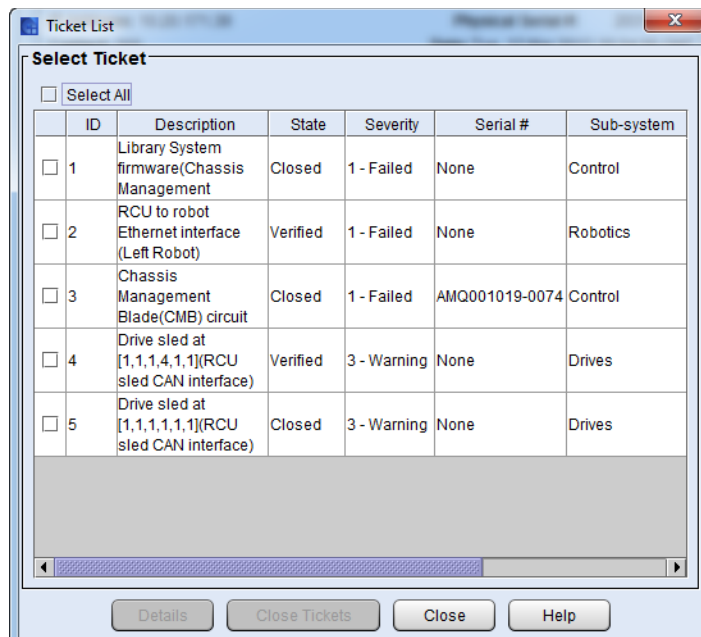 Ticket List
Select Ticket
Select All
ID Description State Severity Serial # Sub-system
1 Library System firmware(Chassis Management Closed 1 - Failed None Control
2 RCU to robot Ethernet interface (Left Robot) Verified 1 - Failed None Robotics
3 Chassis Management Blade(CMB) circuit Closed 1 - Failed AMQ001019-0074 Control
4 Drive sled at [1,1,1,4,1,1](RCU sled CAN interface) Verified 3 - Warning None Drives
5 Drive sled at [1,1,1,1,1,1](RCU sled CAN interface) Closed 3 - Warning None Drives
Details Close Tickets Close Help